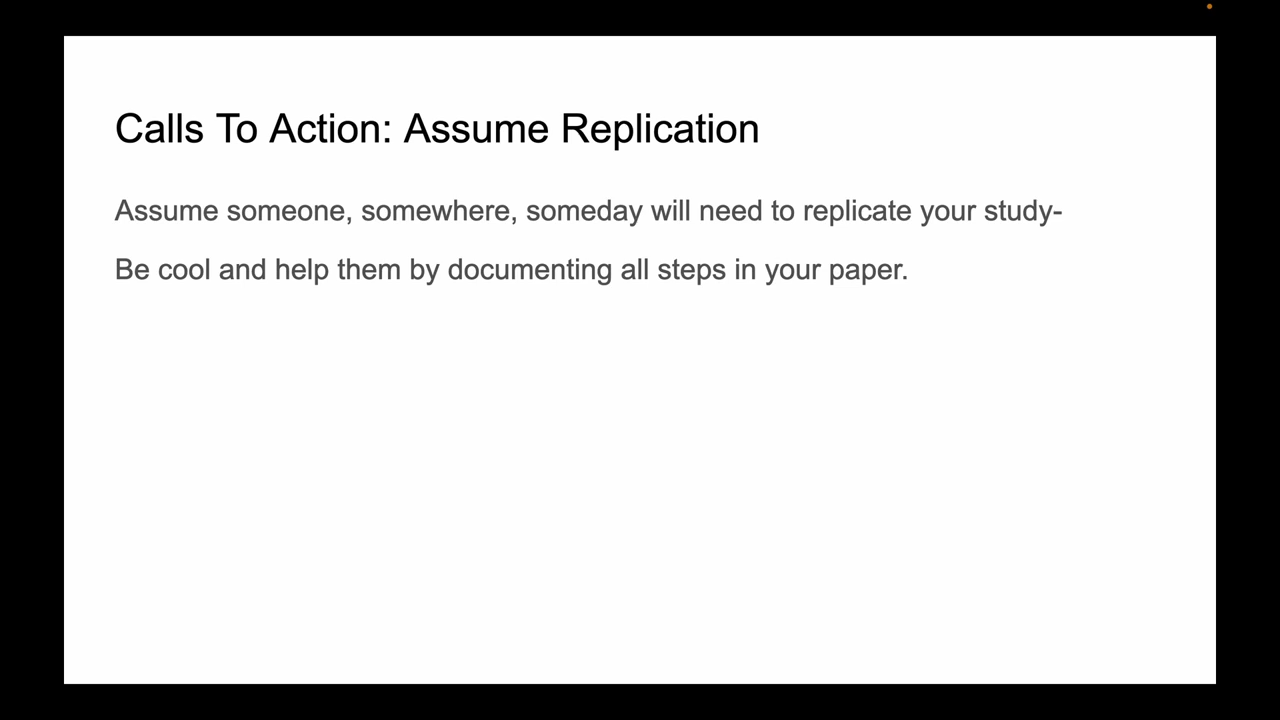 Calls To Action: Assume Replication
Assume someone, somewhere, someday will need to replicate your study-
Be cool and help them by documenting all steps in your paper.